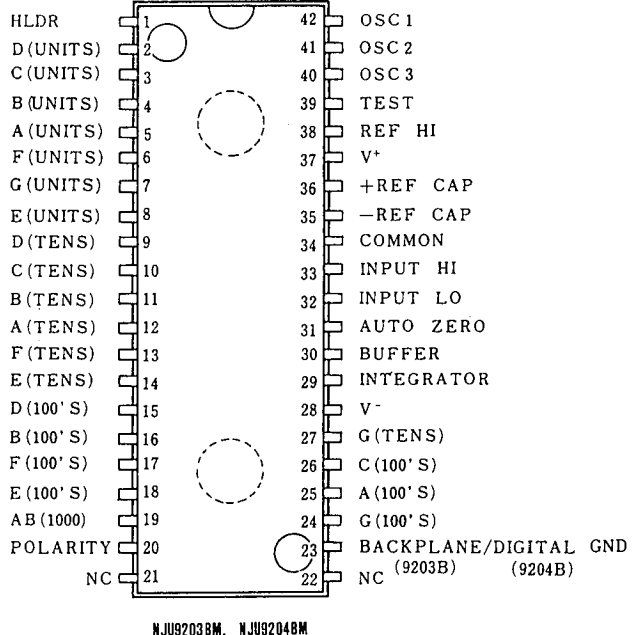 HLDR 1 42 OSC1
D(UNITS) 2 41 OSC2
C(UNITS) 3 40 OSC3
B(UNITS) 4 39 TEST
A(UNITS) 5 38 REF HI
F(UNITS) 6 37 V+
G(UNITS) 7 36 +REF CAP
E(UNITS) 8 35 −REF CAP
D(TENS) 9 34 COMMON
C(TENS) 10 33 INPUT HI
B(TENS) 11 32 INPUT LO
A(TENS) 12 31 AUTO ZERO
F(TENS) 13 30 BUFFER
E(TENS) 14 29 INTEGRATOR
D(100'S) 15 28 V-
B(100'S) 16 27 G(TENS)
F(100'S) 17 26 C(100'S)
E(100'S) 18 25 A(100'S)
AB(1000) 19 24 G(100'S)
POLARITY 20 23 BACKPLANE/DIGITAL GND
(9203B) (9204B)
NC 21 22 NC
NJU9203BM, NJU9204BM